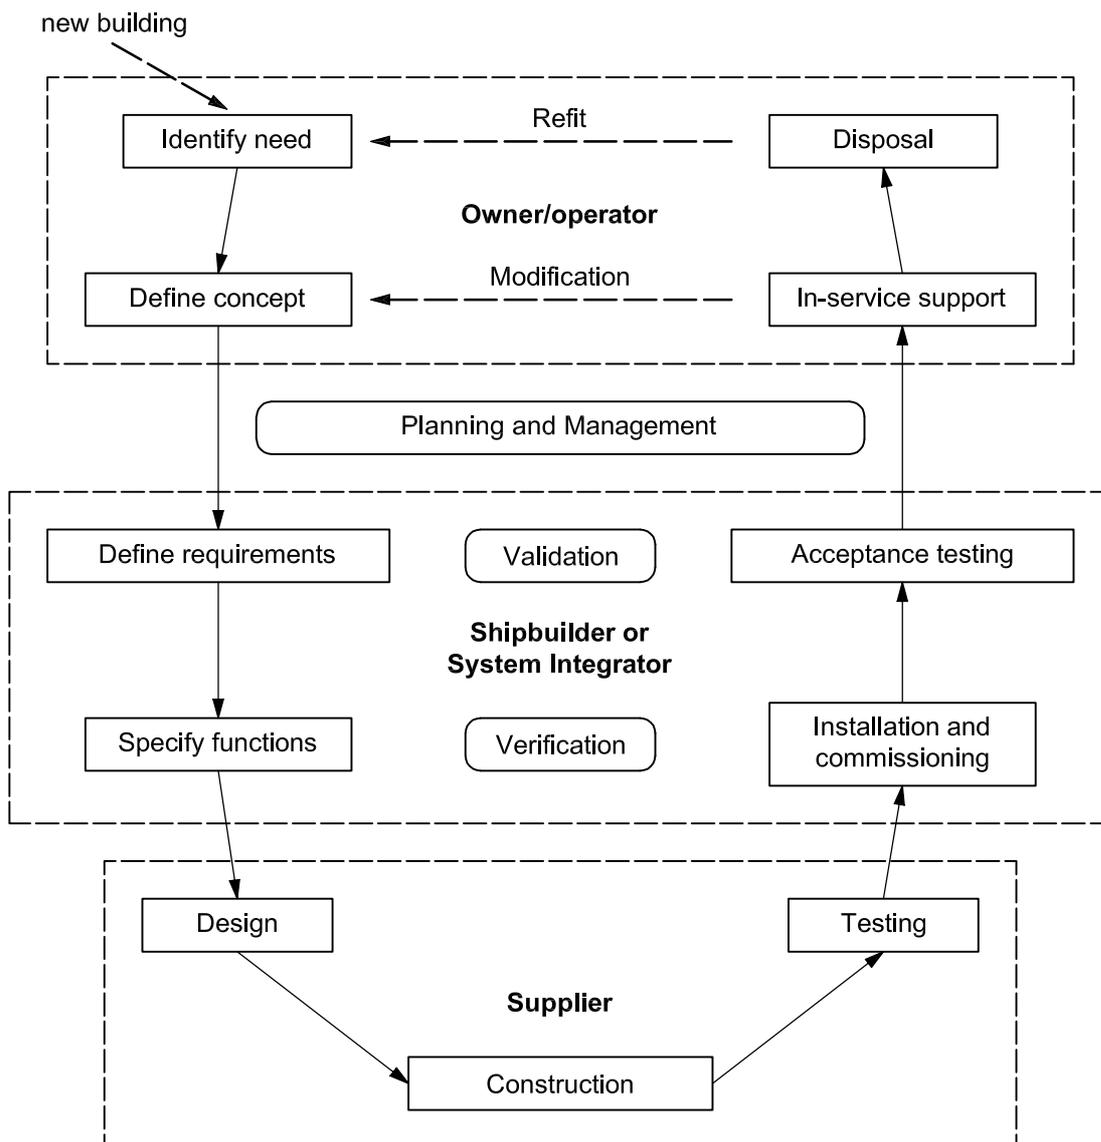 new building
Identify need
Refit
Disposal
Owner/operator
Define concept
Modification
In-service support
Planning and Management
Define requirements
Validation
Acceptance testing
Shipbuilder or
System Integrator
Specify functions
Verification
Installation and
commissioning
Design
Testing
Supplier
Construction